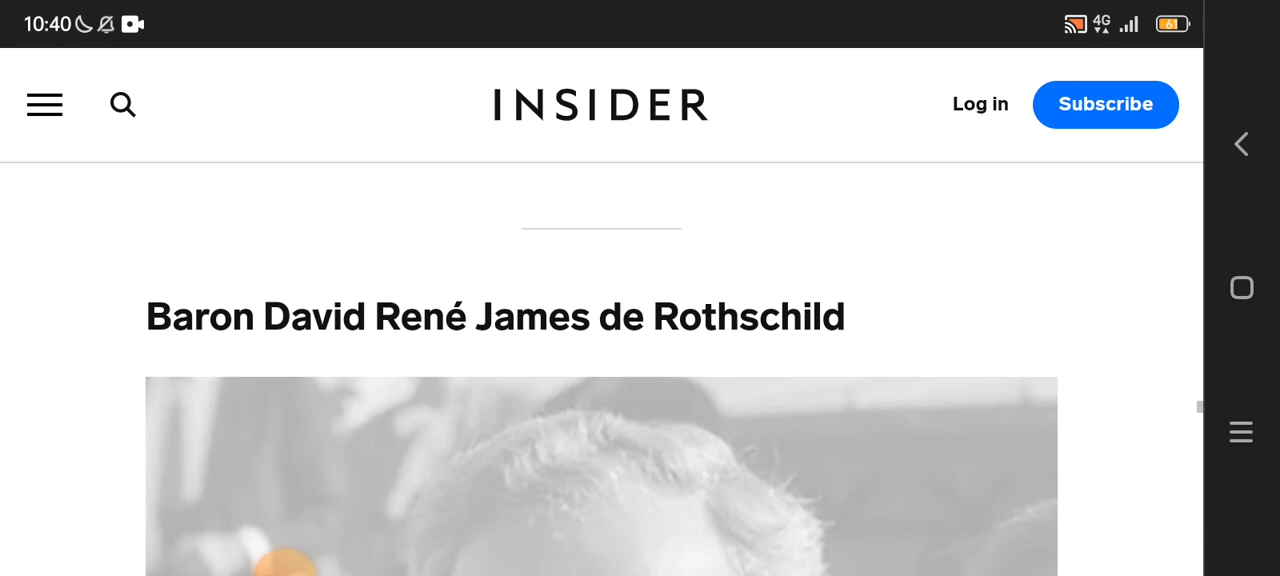 10:40
4G
61
INSIDER
Log in
Subscribe
Baron David René James de Rothschild